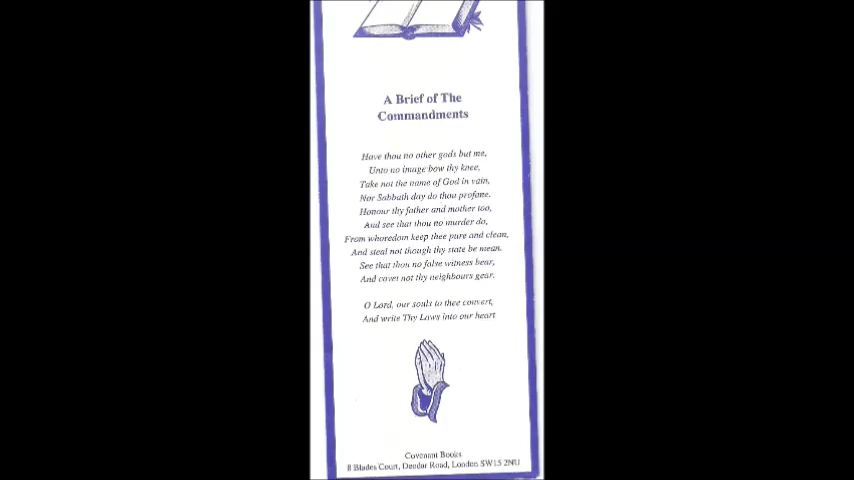 A Brief of The
Commandments
Have thou no other gods but me,
Unto no image bow thy knee,
Take not the name of God in vain,
Nor Sabbath day do thou profane.
Honour thy father and mother too,
And see that thou no murder do,
From whoredom keep thee pure and clean,
And steal not though thy state be mean.
See that thou no false witness bear,
And covet not thy neighbours gear.
O Lord, our souls to thee convert,
And write Thy Laws into our heart
Covenant Books
8 Blades Court, Deodar Road, London SW15 2NU